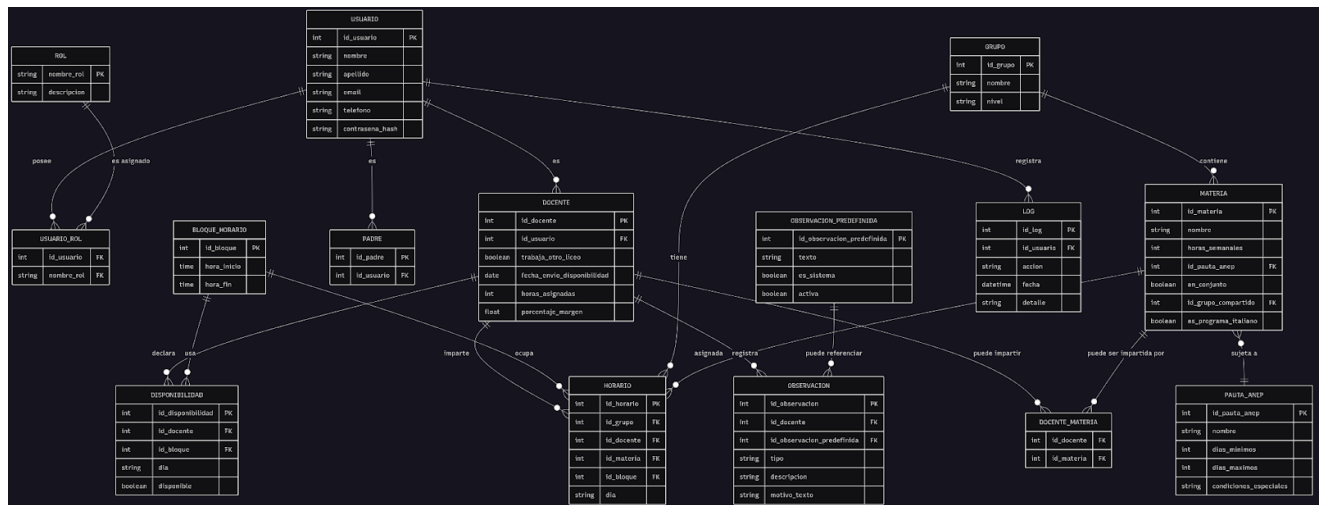 USUARIO
int id_usuario PK
string nombre
string apellido
string email
string telefono
string contrasena_hash
ROL
string nombre_rol PK
string descripcion
GRUPO
int id_grupo PK
string nombre
string nivel
posee
es asignado
es
es
registra
contiene
USUARIO_ROL
int id_usuario FK
string nombre_rol FK
BLOQUE_HORARIO
int id_bloque PK
time hora_inicio
time hora_fin
PADRE
int id_padre PK
int id_usuario FK
DOCENTE
int id_docente PK
int id_usuario FK
boolean trabaja_otro_liceo
date fecha_envio_disponibilidad
int horas_asignadas
float porcentaje_margen
tiene
OBSERVACION_PREDEFINIDA
int id_observacion_predefinida PK
string texto
boolean es_sistema
boolean activa
LOG
int id_log PK
int id_usuario FK
string accion
datetime fecha
string detalle
MATERIA
int id_materia PK
string nombre
int horas_semanales
int id_pauta_anep FK
boolean en_conjunto
int id_grupo_compartido FK
boolean es_programa_italiano
declara
usa
imparte
ocupa
asignada
registra
puede referenciar
puede impartir
puede ser impartida por
sujeta a
DISPONIBILIDAD
int id_disponibilidad PK
int id_docente FK
int id_bloque FK
string dia
boolean disponible
HORARIO
int id_horario PK
int id_grupo FK
int id_docente FK
int id_materia FK
int id_bloque FK
string dia
OBSERVACION
int id_observacion PK
int id_docente FK
int id_observacion_predefinida FK
string tipo
string descripcion
string motivo_texto
DOCENTE_MATERIA
int id_docente FK
int id_materia FK
PAUTA_ANEP
int id_pauta_anep PK
string nombre
int dias_minimos
int dias_maximos
string condiciones_especiales